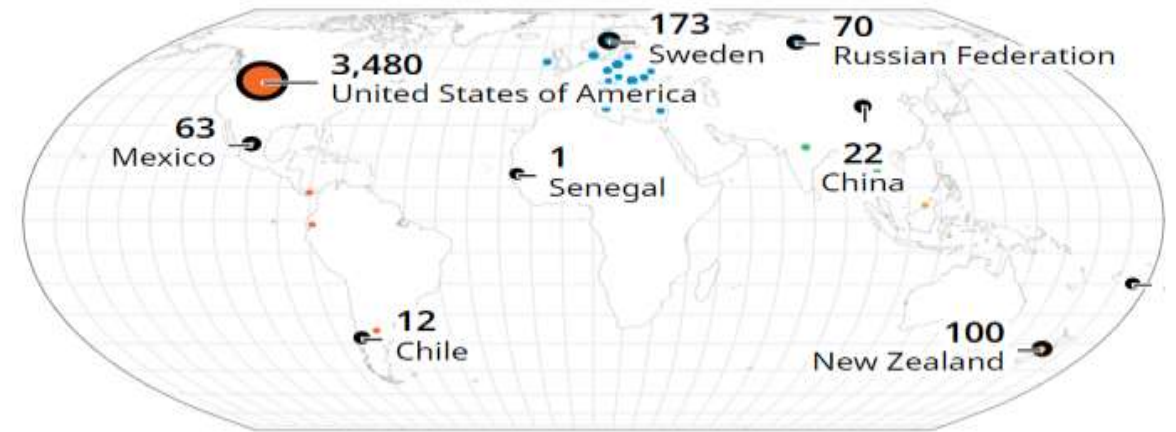 173
Sweden
70
Russian Federation
3,480
United States of America
63
Mexico
1
Senegal
22
China
12
Chile
100
New Zealand